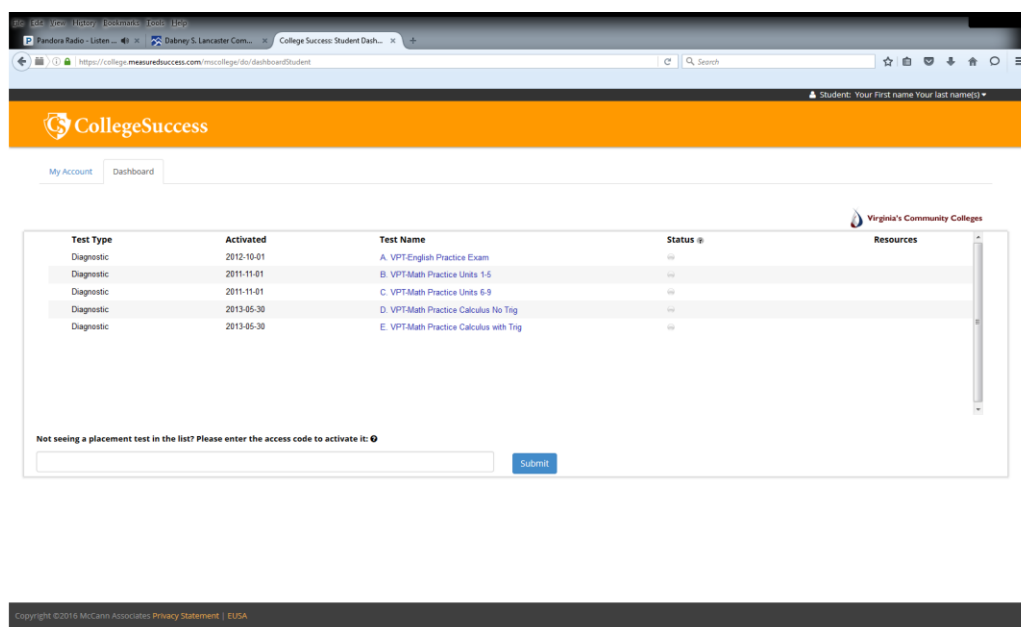 File Edit View History Bookmarks Tools Help
Pandora Radio - Listen ... × Dabney S. Lancaster Com... × College Success: Student Dash... × +
https://college.measuredsuccess.com/mscollege/do/dashboardStudent Search
Student: Your First name Your last name(s)
CS CollegeSuccess
My Account Dashboard
Virginia's Community Colleges
Test Type Activated Test Name Status Resources
Diagnostic 2012-10-01 A. VPT-English Practice Exam
Diagnostic 2011-11-01 B. VPT-Math Practice Units 1-5
Diagnostic 2011-11-01 C. VPT-Math Practice Units 6-9
Diagnostic 2013-05-30 D. VPT-Math Practice Calculus No Trig
Diagnostic 2013-05-30 E. VPT-Math Practice Calculus with Trig
Not seeing a placement test in the list? Please enter the access code to activate it:
Submit
Copyright ©2016 McCann Associates Privacy Statement | EUSA